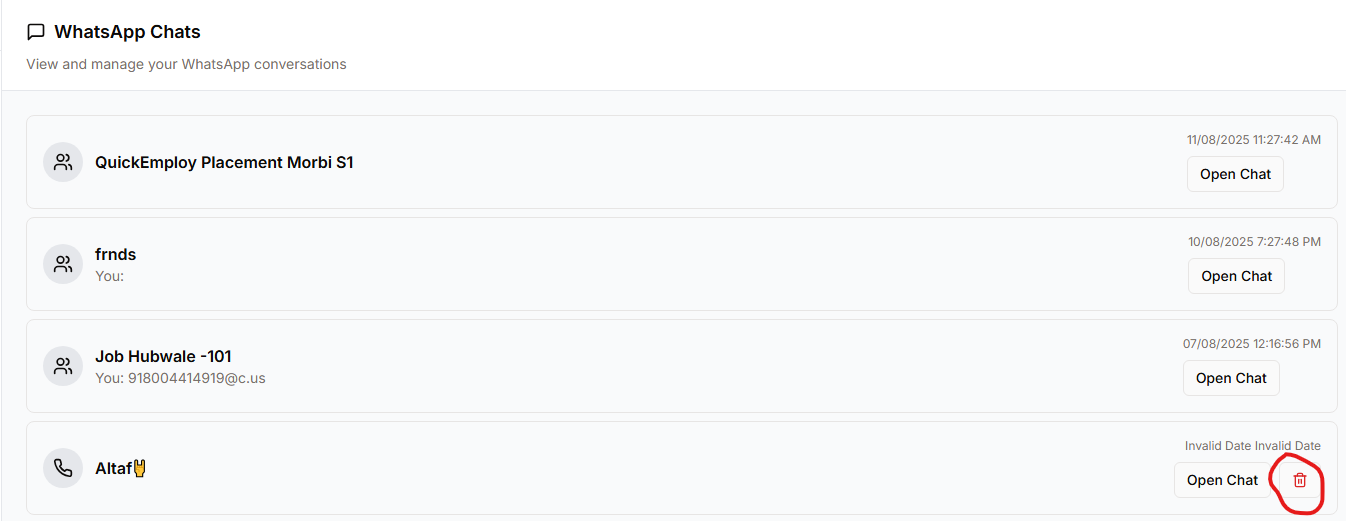 WhatsApp Chats
View and manage your WhatsApp conversations
QuickEmploy Placement Morbi S1
11/08/2025 11:27:42 AM
Open Chat
frnds
You:
10/08/2025 7:27:48 PM
Open Chat
Job Hubwale -101
You: 918004414919@c.us
07/08/2025 12:16:56 PM
Open Chat
Altaf🤘
Invalid Date Invalid Date
Open Chat